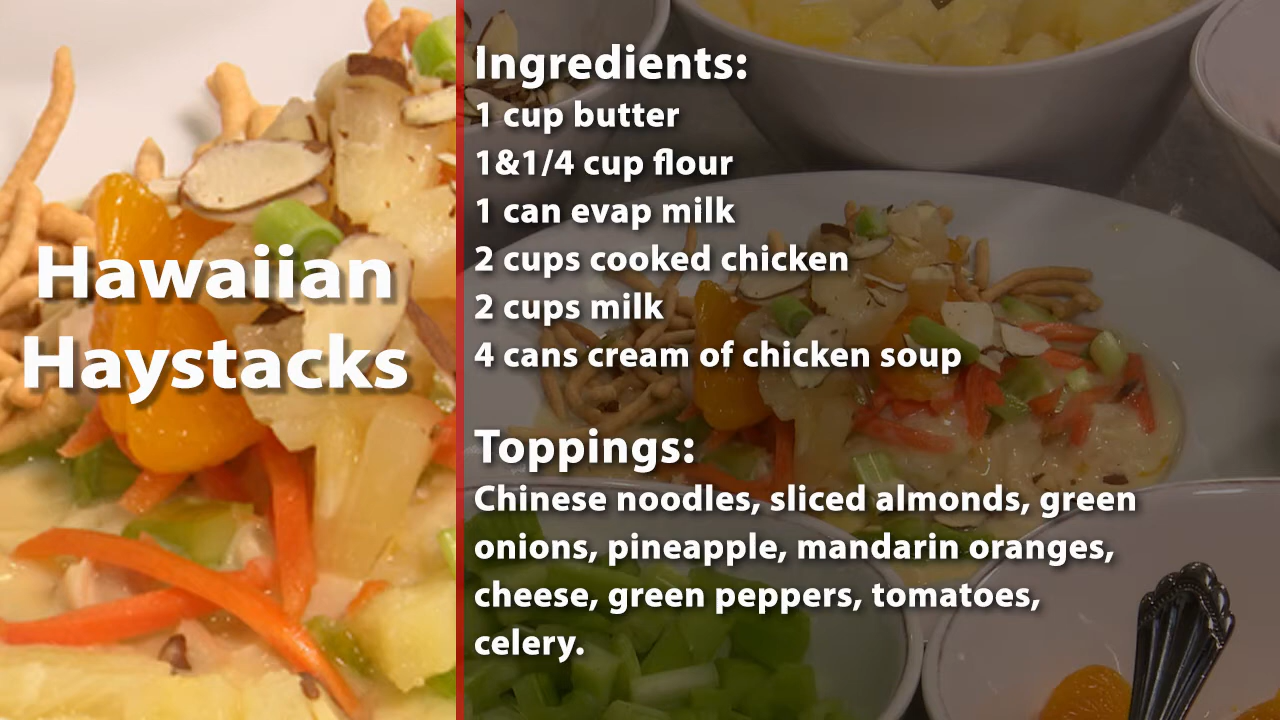 Hawaiian
Haystacks
Ingredients:
1 cup butter
1&1/4 cup flour
1 can evap milk
2 cups cooked chicken
2 cups milk
4 cans cream of chicken soup
Toppings:
Chinese noodles, sliced almonds, green
onions, pineapple, mandarin oranges,
cheese, green peppers, tomatoes,
celery.